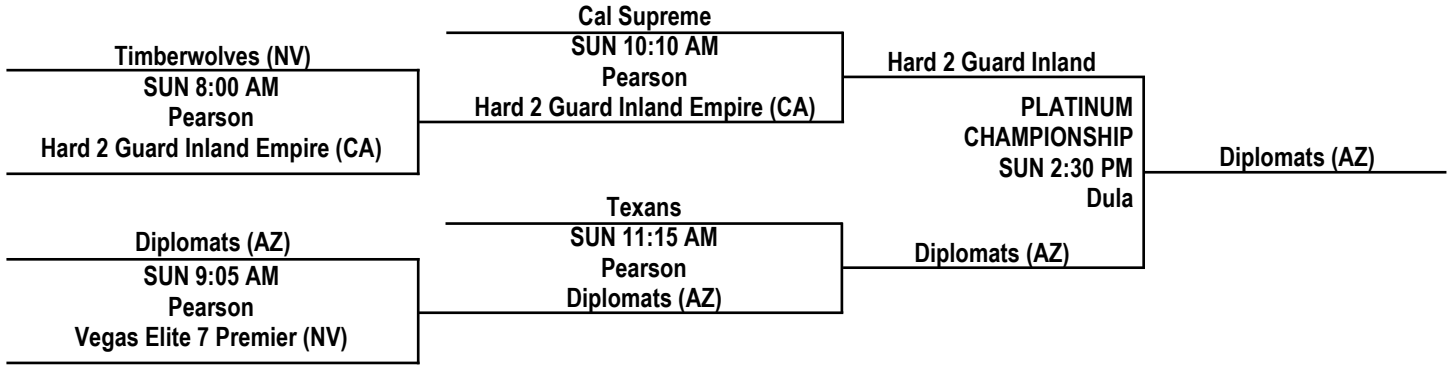 Cal Supreme
Timberwolves (NV)
SUN 10:10 AM
Pearson
Hard 2 Guard Inland
SUN 8:00 AM
Pearson
Hard 2 Guard Inland Empire (CA)
Hard 2 Guard Inland Empire (CA)
PLATINUM
CHAMPIONSHIP
SUN 2:30 PM
Dula
Diplomats (AZ)
Texans
Diplomats (AZ)
SUN 11:15 AM
Pearson
Diplomats (AZ)
Diplomats (AZ)
SUN 9:05 AM
Pearson
Vegas Elite 7 Premier (NV)